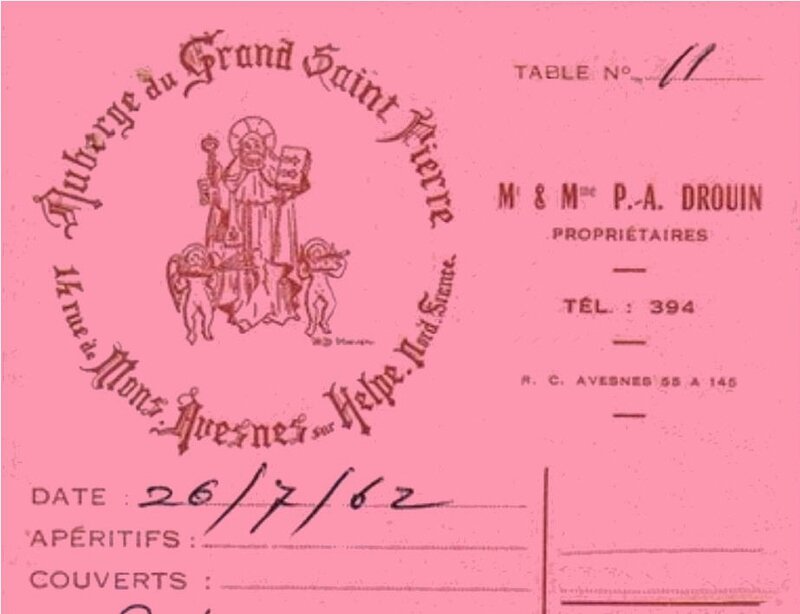 Auberge du Grand Saint Pierre
14 rue de Mons. Avesnes sur Helpe. Nord. France.
TABLE No 11
Mr & Mme P.-A. DROUIN
PROPRIÉTAIRES
TÉL. : 394
R. C. AVESNES 55 A 145
DATE : 26/7/62
APÉRITIFS :
COUVERTS :